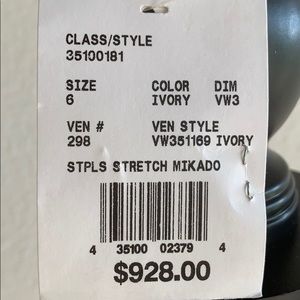 CLASS/STYLE
35100181
SIZE COLOR DIM
6 IVORY VW3
VEN # VEN STYLE
298 VW351169 IVORY
STPLS STRETCH MIKADO
4 35100 02379 4
$928.00